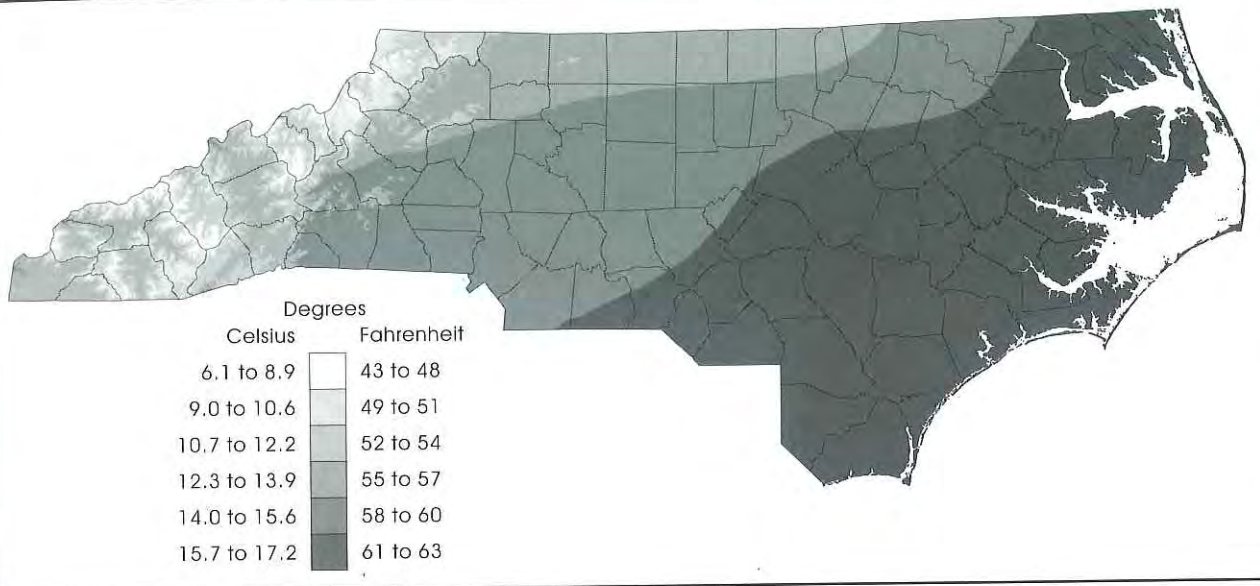 Degrees
Celsius Fahrenheit
6.1 to 8.9 43 to 48
9.0 to 10.6 49 to 51
10.7 to 12.2 52 to 54
12.3 to 13.9 55 to 57
14.0 to 15.6 58 to 60
15.7 to 17.2 61 to 63